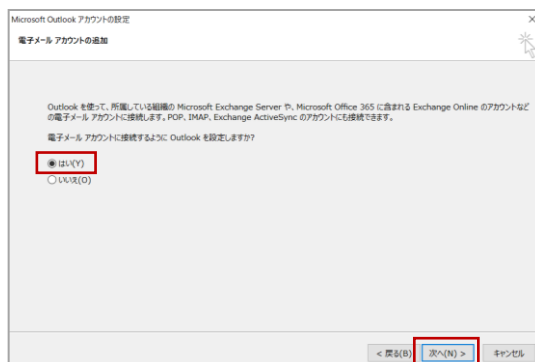 Microsoft Outlook アカウントの設定
電子メール アカウントの追加
Outlook を使って、所属している組織の Microsoft Exchange Server や、Microsoft Office 365 に含まれる Exchange Online のアカウントなど
の電子メール アカウントに接続します。POP、IMAP、Exchange ActiveSync のアカウントにも接続できます。
電子メール アカウントに接続するように Outlook を設定しますか?
はい(Y)
いいえ(O)
< 戻る(B) 次へ(N) > キャンセル